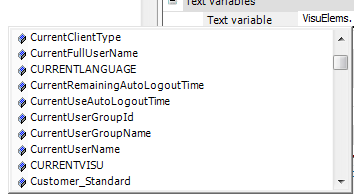 Text variables
Text variable VisuElems.
CurrentClientType
CurrentFullUserName
CURRENTLANGUAGE
CurrentRemainingAutoLogoutTime
CurrentUseAutoLogoutTime
CurrentUserGroupId
CurrentUserGroupName
CurrentUserName
CURRENTVISU
Customer_Standard